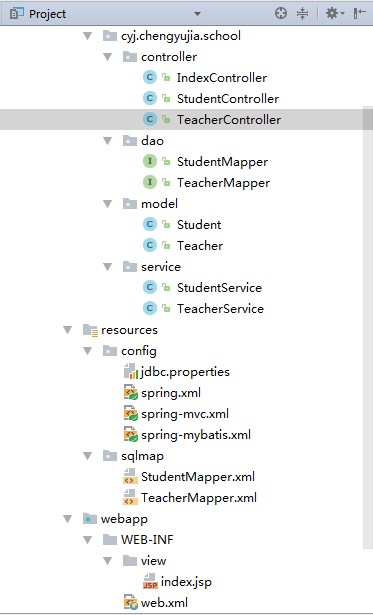 Project
cyj.chengyujia.school
controller
IndexController
StudentController
TeacherController
dao
StudentMapper
TeacherMapper
model
Student
Teacher
service
StudentService
TeacherService
resources
config
jdbc.properties
spring.xml
spring-mvc.xml
spring-mybatis.xml
sqlmap
StudentMapper.xml
TeacherMapper.xml
webapp
WEB-INF
view
index.jsp
web.xml